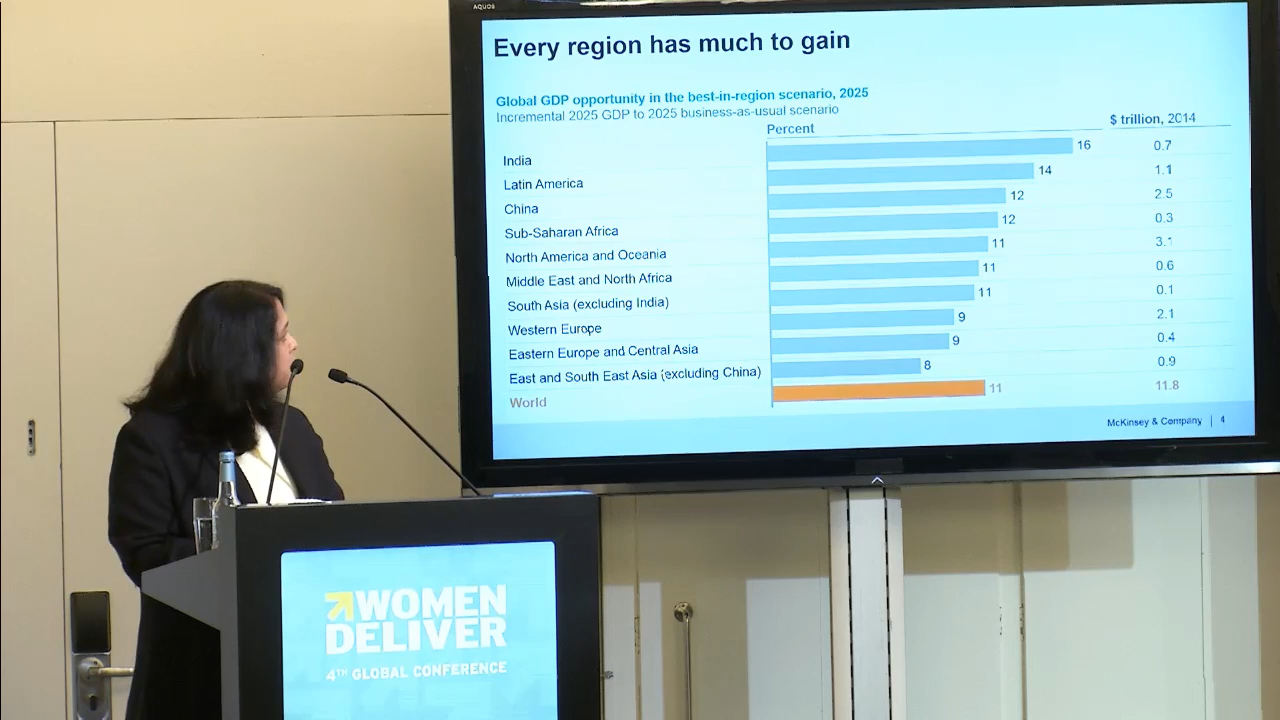 AQUOS
Every region has much to gain
Global GDP opportunity in the best-in-region scenario, 2025
Incremental 2025 GDP to 2025 business-as-usual scenario
Percent $ trillion, 2014
India 16 0.7
Latin America 14 1.1
China 12 2.5
Sub-Saharan Africa 12 0.3
North America and Oceania 11 3.1
Middle East and North Africa 11 0.6
South Asia (excluding India) 11 0.1
Western Europe 9 2.1
Eastern Europe and Central Asia 9 0.4
East and South East Asia (excluding China) 8 0.9
World 11 11.8
McKinsey & Company | 4
WOMEN
DELIVER
4TH GLOBAL CONFERENCE